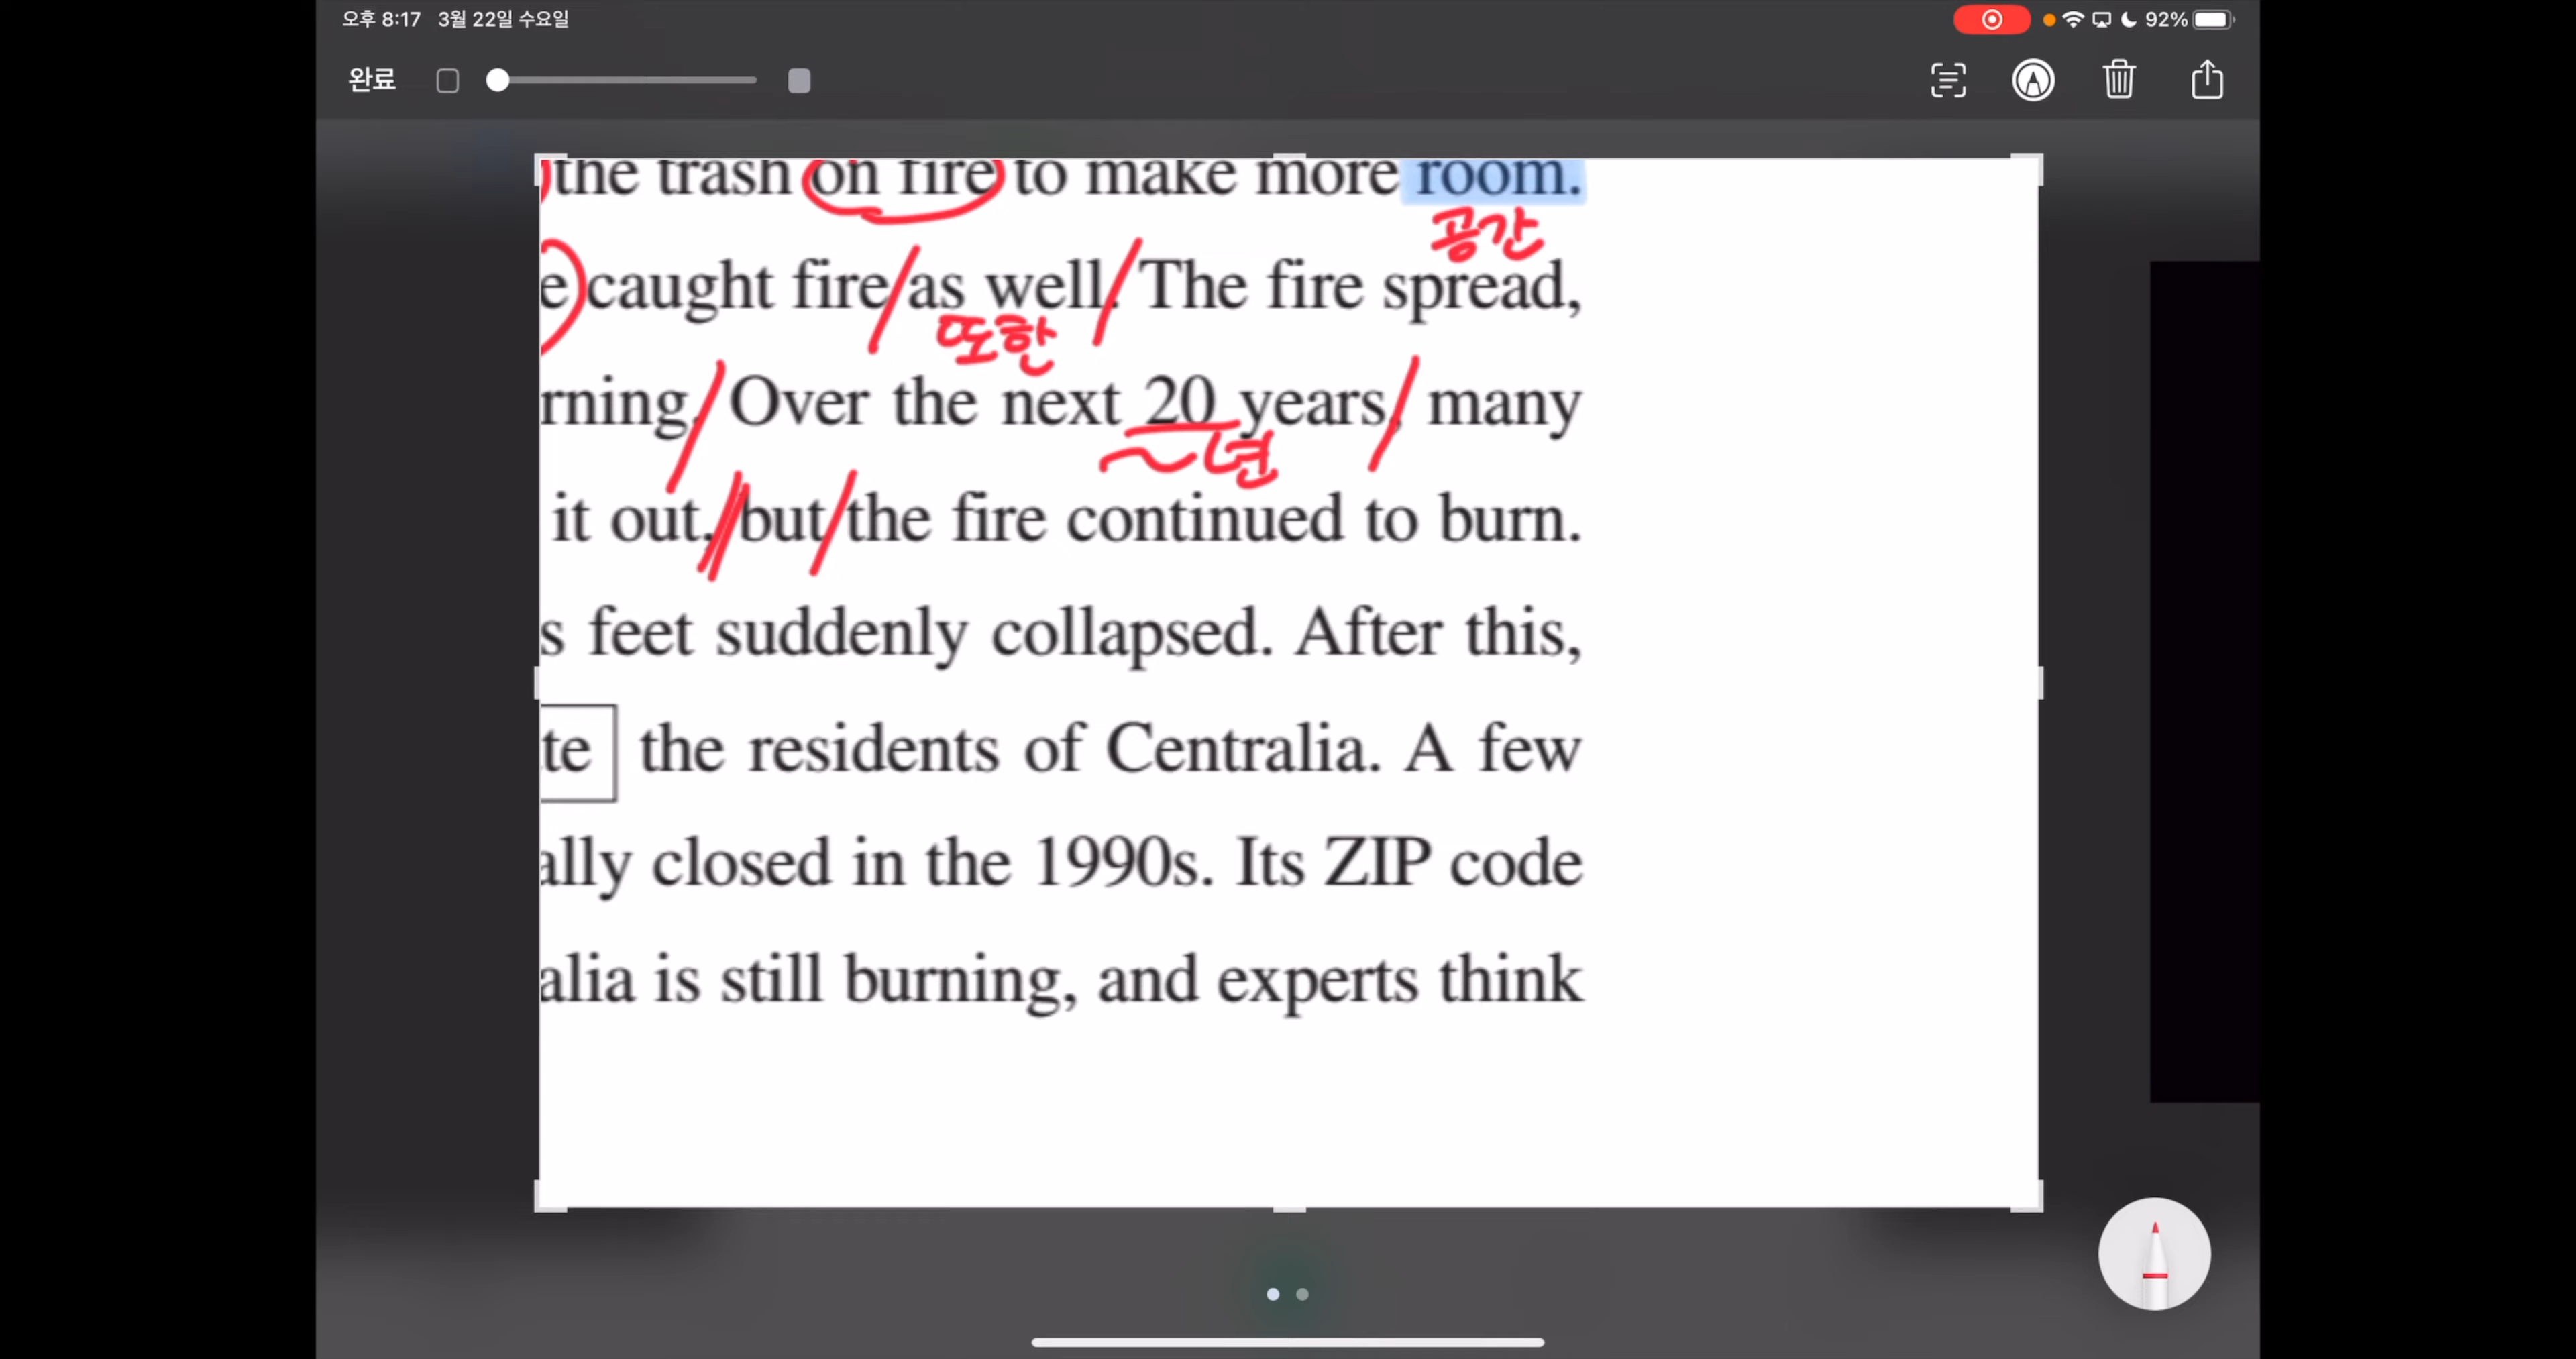 오후 8:17 3월 22일 수요일 92%
완료
the trash on fire to make more room.
공간
e caught fire as well. The fire spread,
또한
rning. Over the next 20 years, many
~년
it out, but the fire continued to burn.
s feet suddenly collapsed. After this,
te the residents of Centralia. A few
ally closed in the 1990s. Its ZIP code
alia is still burning, and experts think